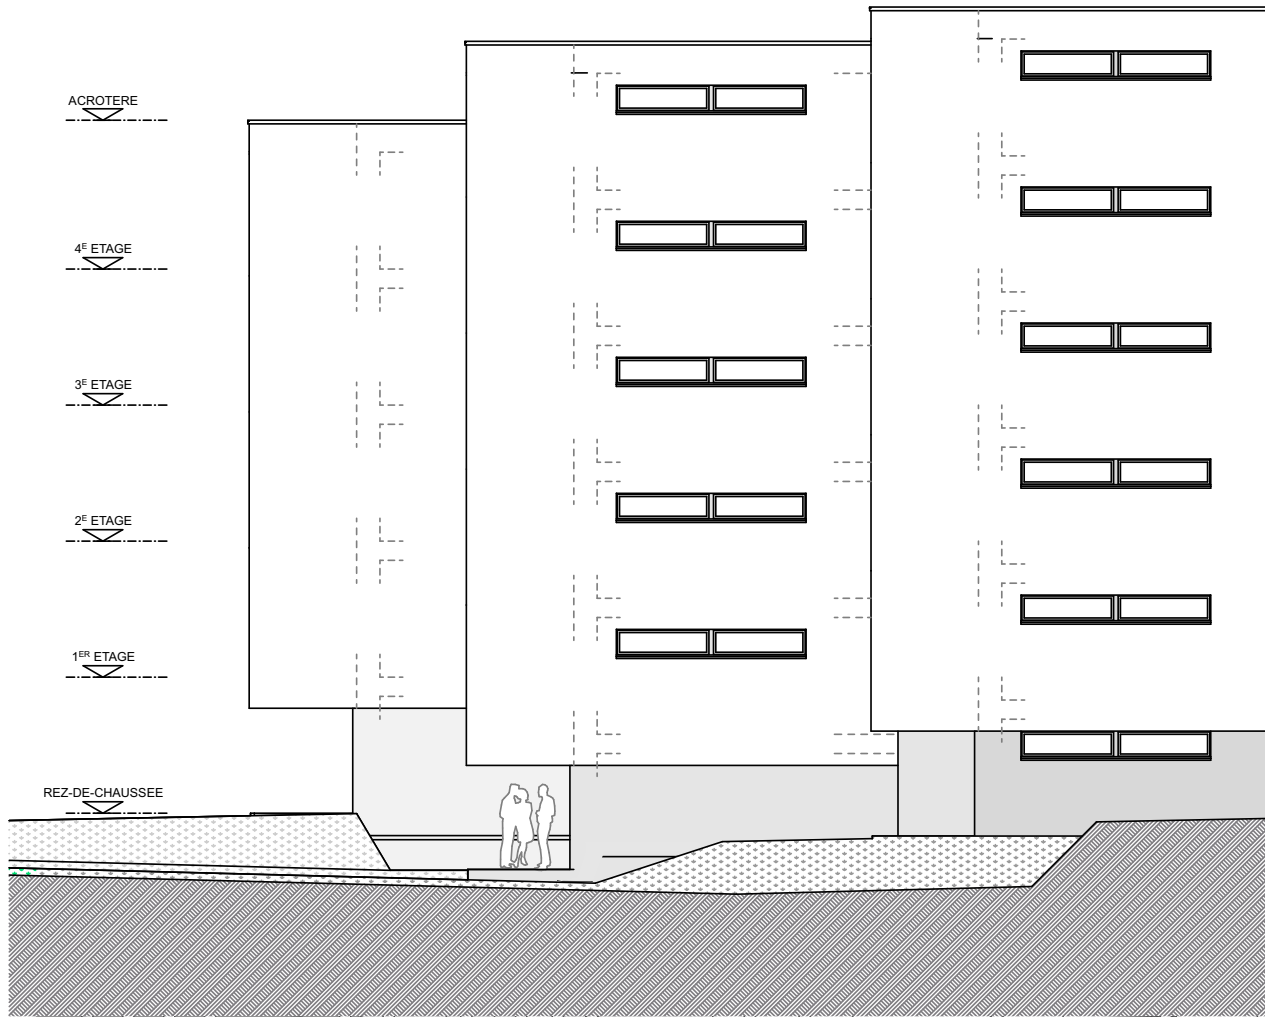 ACROTERE
4E ETAGE
3E ETAGE
2E ETAGE
1ER ETAGE
REZ-DE-CHAUSSEE